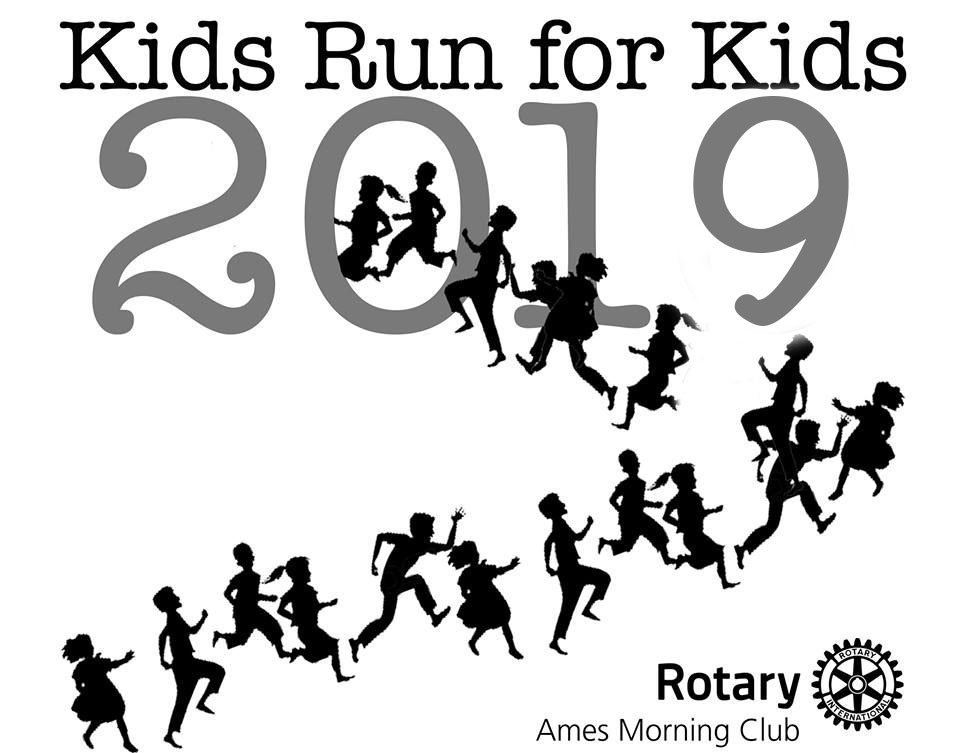 Kids Run for Kids
2019
Rotary
Ames Morning Club
ROTARY
INTERNATIONAL